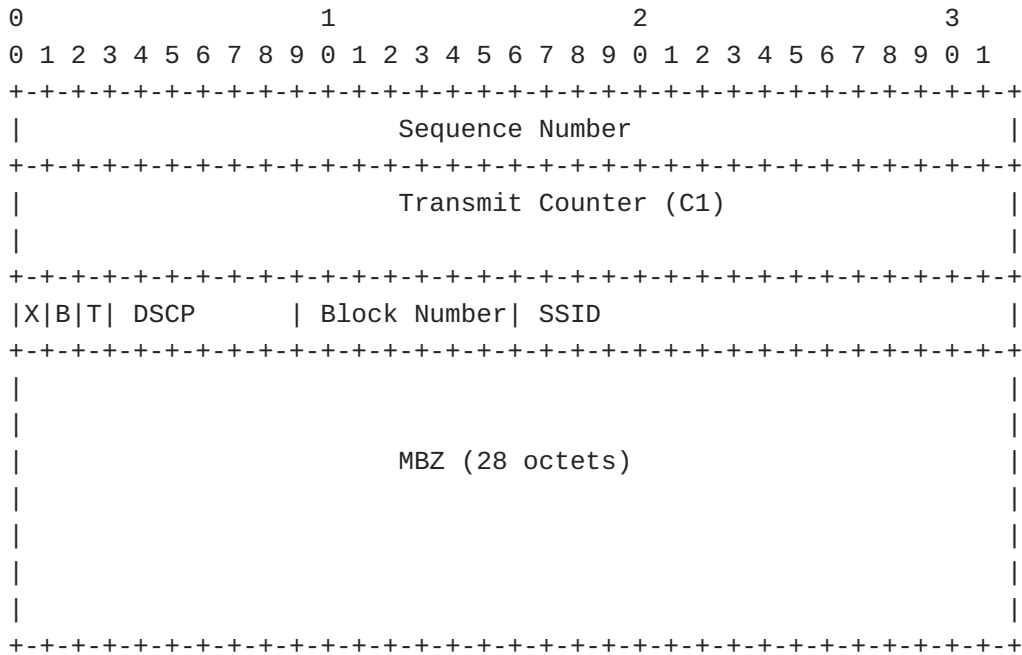 0                   1                   2                   3
0 1 2 3 4 5 6 7 8 9 0 1 2 3 4 5 6 7 8 9 0 1 2 3 4 5 6 7 8 9 0 1
+-+-+-+-+-+-+-+-+-+-+-+-+-+-+-+-+-+-+-+-+-+-+-+-+-+-+-+-+-+-+-+-+
|                        Sequence Number                        |
+-+-+-+-+-+-+-+-+-+-+-+-+-+-+-+-+-+-+-+-+-+-+-+-+-+-+-+-+-+-+-+-+
|                        Transmit Counter (C1)                  |
|                                                               |
+-+-+-+-+-+-+-+-+-+-+-+-+-+-+-+-+-+-+-+-+-+-+-+-+-+-+-+-+-+-+-+-+
|X|B|T| DSCP      | Block Number| SSID                          |
+-+-+-+-+-+-+-+-+-+-+-+-+-+-+-+-+-+-+-+-+-+-+-+-+-+-+-+-+-+-+-+-+
|                                                               |
|                                                               |
|                        MBZ (28 octets)                        |
|                                                               |
|                                                               |
|                                                               |
|                                                               |
+-+-+-+-+-+-+-+-+-+-+-+-+-+-+-+-+-+-+-+-+-+-+-+-+-+-+-+-+-+-+-+-+